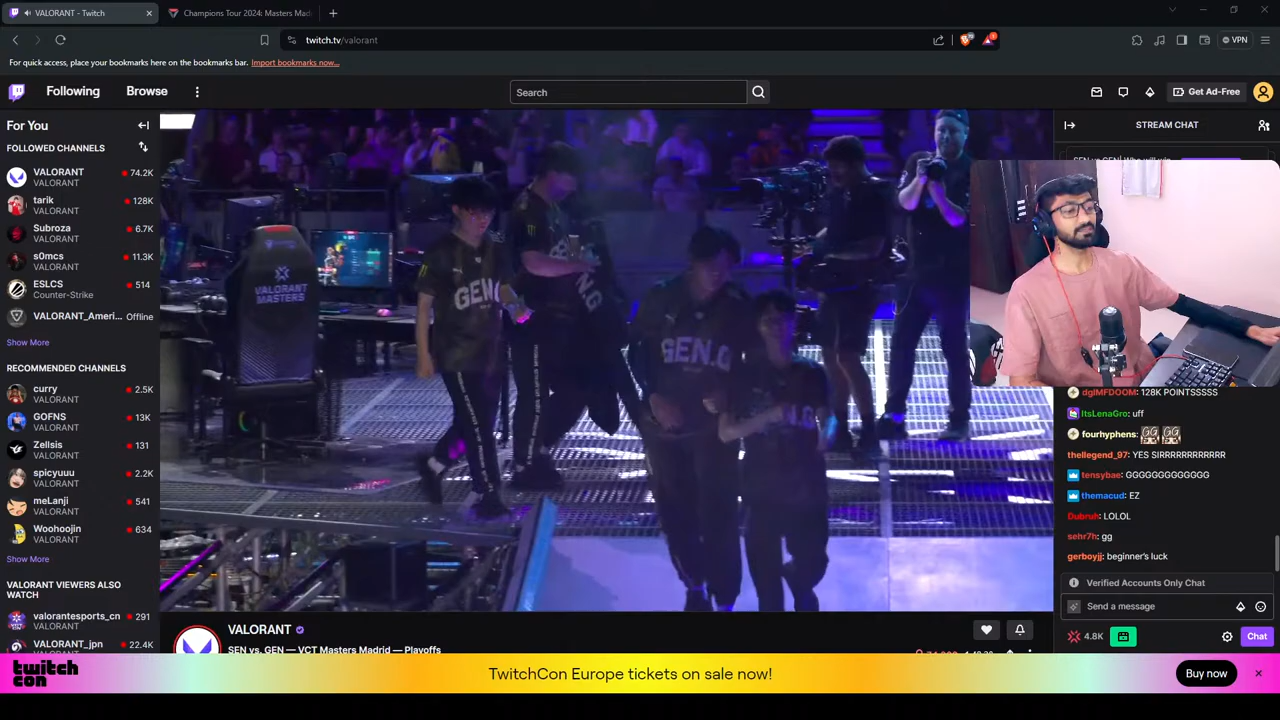 VALORANT - Twitch
Champions Tour 2024: Masters Mad
twitch.tv/valorant
VPN
For quick access, place your bookmarks here on the bookmarks bar. Import bookmarks now...
Following
Browse
Search
Get Ad-Free
For You
FOLLOWED CHANNELS
VALORANT
VALORANT
74.2K
tarik
VALORANT
128K
Subroza
VALORANT
6.7K
s0mcs
VALORANT
11.3K
ESLCS
Counter-Strike
514
VALORANT_Ameri...
Offline
Show More
RECOMMENDED CHANNELS
curry
VALORANT
2.5K
GOFNS
VALORANT
13K
Zellsis
VALORANT
131
spicyuuu
VALORANT
2.2K
meLanji
VALORANT
541
Woohoojin
VALORANT
634
Show More
VALORANT VIEWERS ALSO
WATCH
valorantesports_cn
VALORANT
291
VALORANT_jpn
22.4K
VALORANT
MASTERS
GEN.G
GEN.G
STREAM CHAT
dglMFDOOM: 128K POINTSSSS
ItsLenaGro: uff
fourhyphens:
thellegend_97: YES SIRRRRRRRRRRR
tensybae: GGGGGGGGGGGG
themacud: EZ
Dubruh: LOLOL
sehr7h: gg
gerboyjj: beginner's luck
Verified Accounts Only Chat
Send a message
4.8K
Chat
VALORANT
SEN vs. GEN — VCT Masters Madrid — Playoffs
twitch
con
TwitchCon Europe tickets on sale now!
Buy now